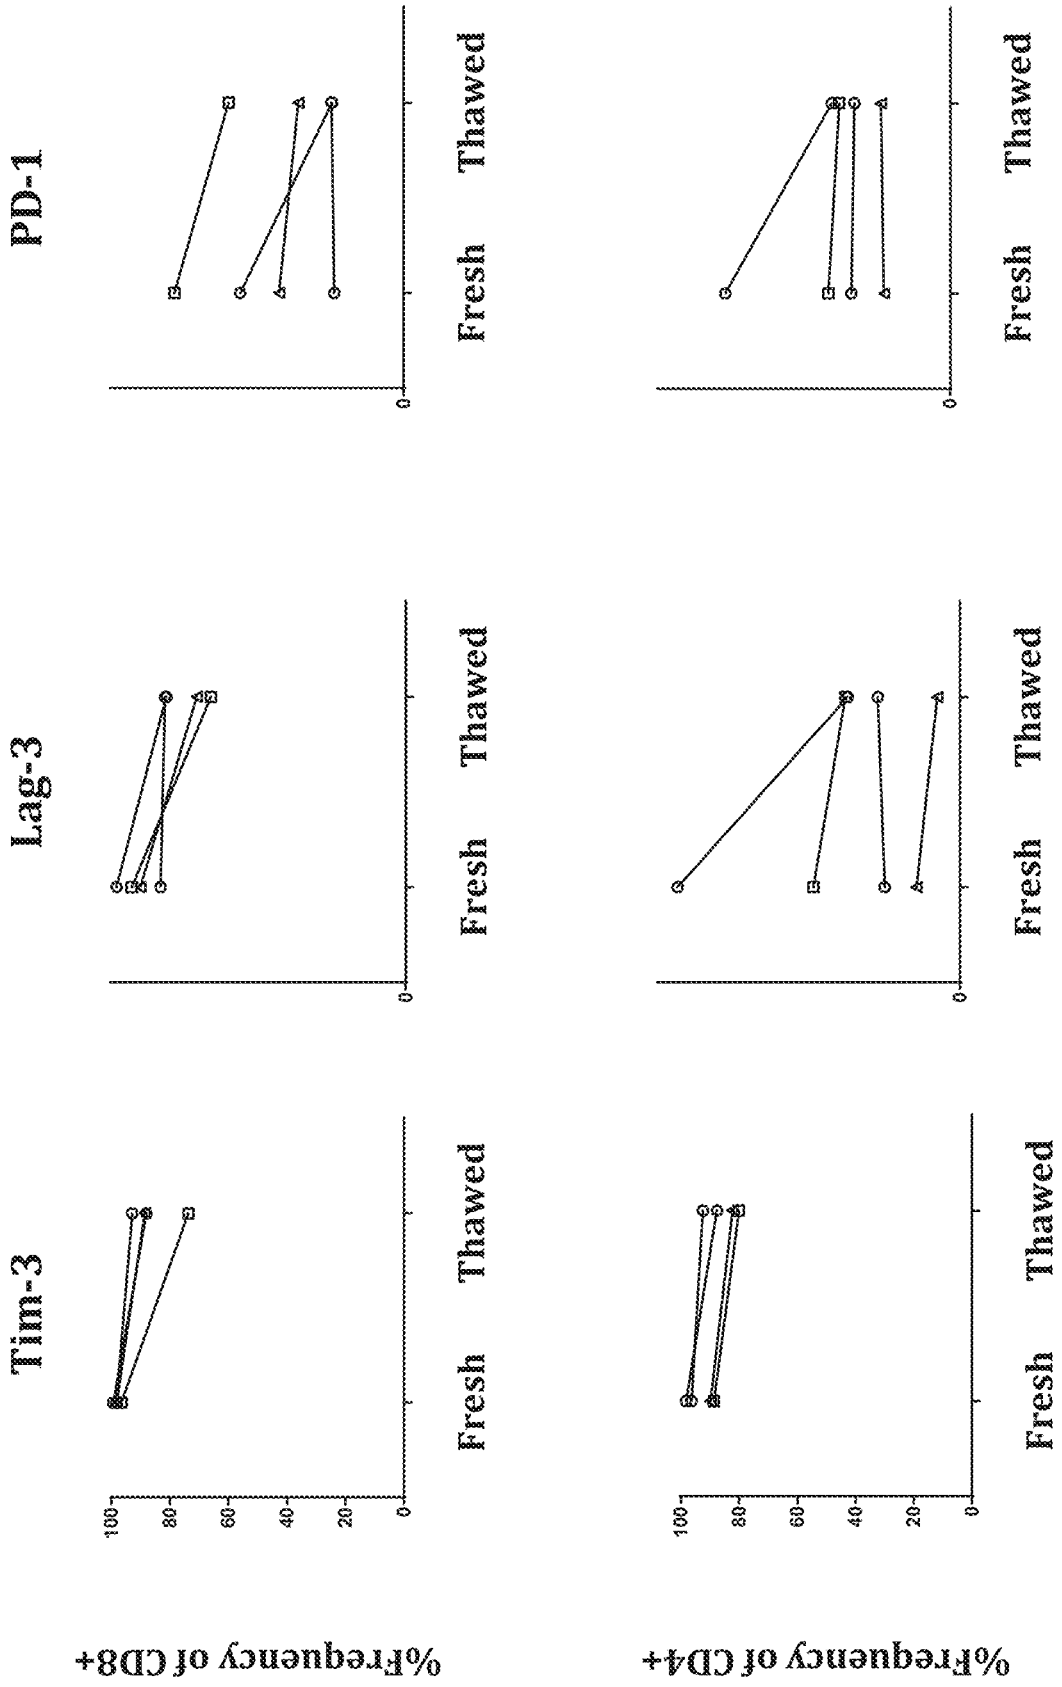 Tim-3
Lag-3
PD-1
%Frequency of CD8+
100
80
60
40
20
0
Fresh Thawed
0
Fresh Thawed
0
Fresh Thawed
%Frequency of CD4+
100
80
60
40
20
0
Fresh Thawed
0
Fresh Thawed
0
Fresh Thawed